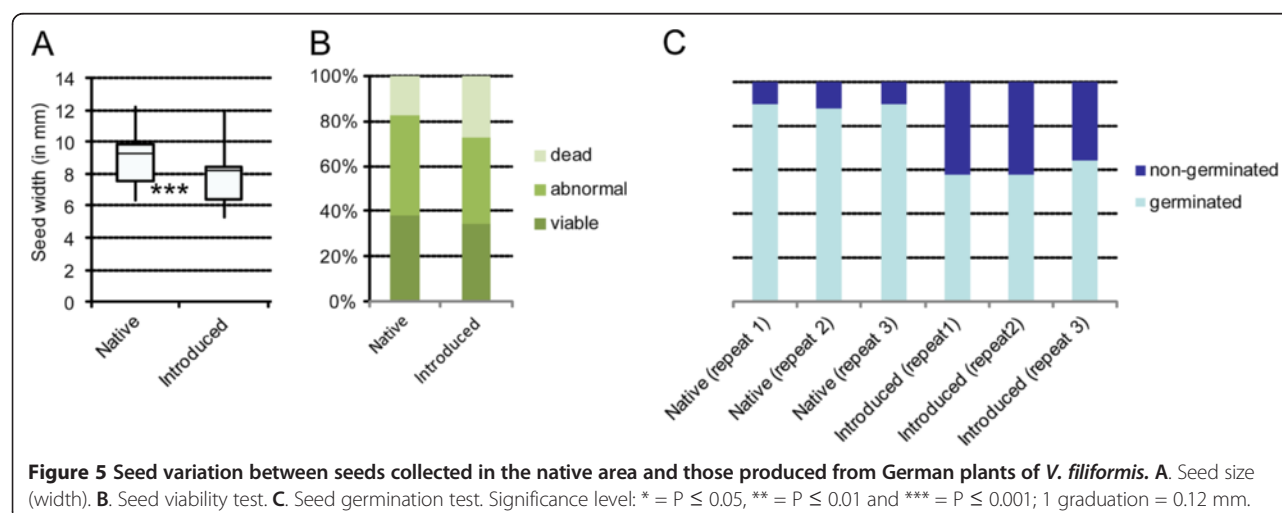 A
B
C
Seed width (in mm)
14
12
10
8
6
4
2
0
***
Native
Introduced
100%
80%
60%
40%
20%
0%
Native
Introduced
dead
abnormal
viable
Native (repeat 1)
Native (repeat 2)
Native (repeat 3)
Introduced (repeat1)
Introduced (repeat2)
Introduced (repeat 3)
non-germinated
germinated
Figure 5 Seed variation between seeds collected in the native area and those produced from German plants of V. filiformis. A. Seed size
(width). B. Seed viability test. C. Seed germination test. Significance level: * = P ≤ 0.05, ** = P ≤ 0.01 and *** = P ≤ 0.001; 1 graduation = 0.12 mm.